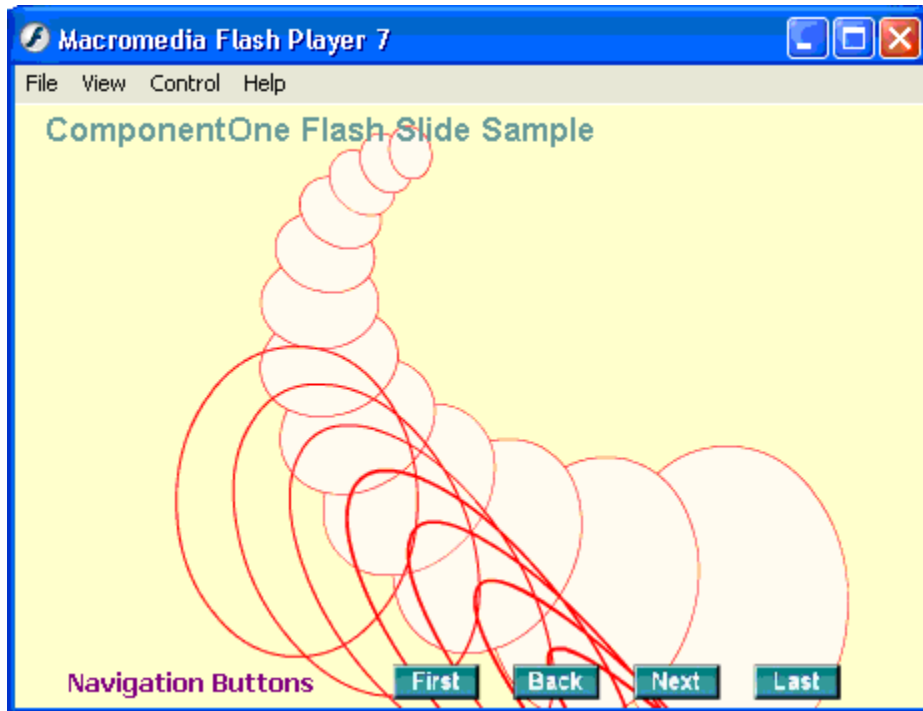 Macromedia Flash Player 7
File View Control Help
ComponentOne Flash Slide Sample
Navigation Buttons First Back Next Last